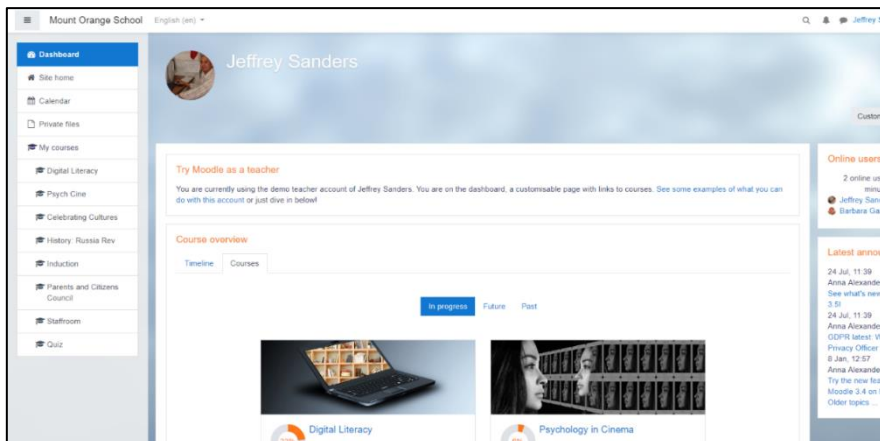 Mount Orange School English (en)
Jeffrey S
Jeffrey Sanders
Custom
Dashboard
Site home
Calendar
Private files
My courses
Digital Literacy
Psych Cine
Celebrating Cultures
History: Russia Rev
Induction
Parents and Citizens
Council
Staffroom
Quiz
Try Moodle as a teacher
You are currently using the demo teacher account of Jeffrey Sanders. You are on the dashboard, a customisable page with links to courses. See some examples of what you can
do with this account or just dive in below!
Course overview
Timeline Courses
In progress Future Past
Digital Literacy
Psychology in Cinema
Online users
2 online us
minu
Jeffrey San
Barbara Ga
Latest annou
24 Jul, 11:39
Anna Alexande
See what's new
3.5!
24 Jul, 11:39
Anna Alexande
GDPR latest: W
Privacy Officer
8 Jan, 12:57
Anna Alexande
Try the new fea
Moodle 3.4 on
Older topics ...